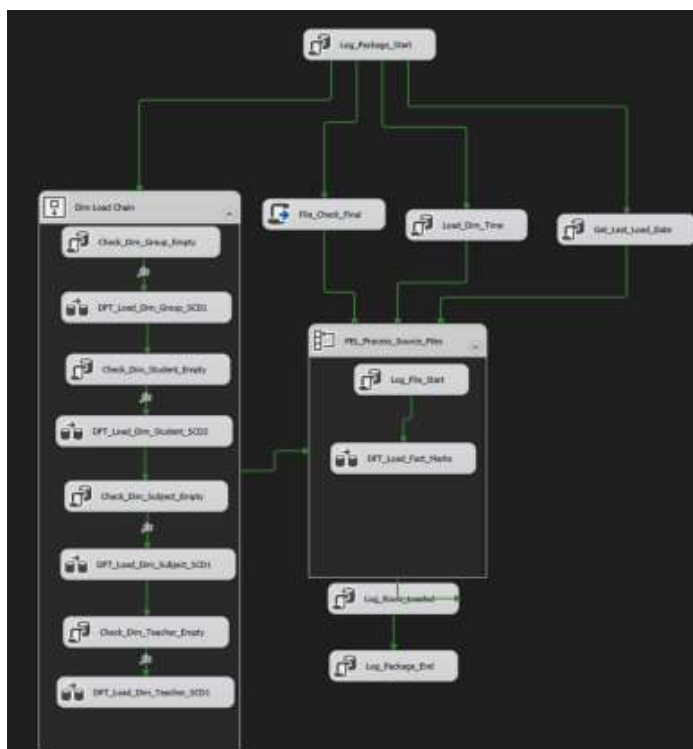 Log_Package_Start
Dim Load Chain
File_Check_Final
Load_Dim_Time
Get_Last_Load_Date
Check_Dim_Group_Empty
DFT_Load_Dim_Group_SCD1
Check_Dim_Student_Empty
DFT_Load_Dim_Student_SCD2
Check_Dim_Subject_Empty
DFT_Load_Dim_Subject_SCD1
Check_Dim_Teacher_Empty
DFT_Load_Dim_Teacher_SCD1
FEL_Process_Source_Files
Log_File_Start
DFT_Load_Fact_Marks
Log_Rows_Loaded
Log_Package_End